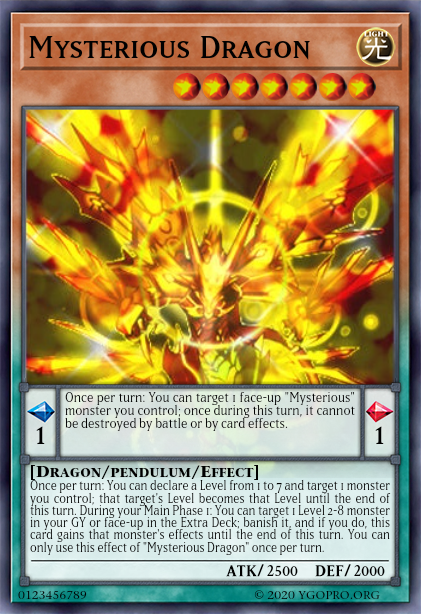 Mysterious Dragon
LIGHT
光
Once per turn: You can target 1 face-up "Mysterious"
monster you control; once during this turn, it cannot
be destroyed by battle or by card effects.
1
1
[Dragon/pendulum/Effect]
Once per turn: You can declare a Level from 1 to 7 and target 1 monster
you control; that target's Level becomes that Level until the end of
this turn. During your Main Phase 1: You can target 1 Level 2-8 monster
in your GY or face-up in the Extra Deck; banish it, and if you do, this
card gains that monster's effects until the end of this turn. You can
only use this effect of "Mysterious Dragon" once per turn.
ATK/ 2500 DEF/ 2000
0123456789 © 2020 YGOPRO.ORG